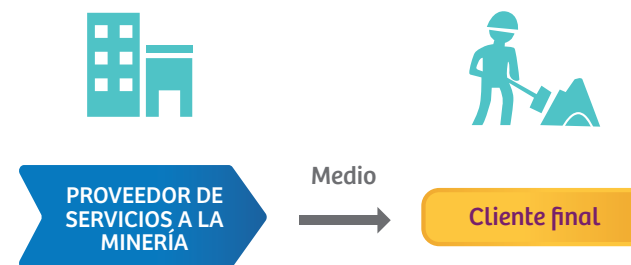 PROVEEDOR DE
SERVICIOS A LA
MINERÍA
Medio
Cliente final